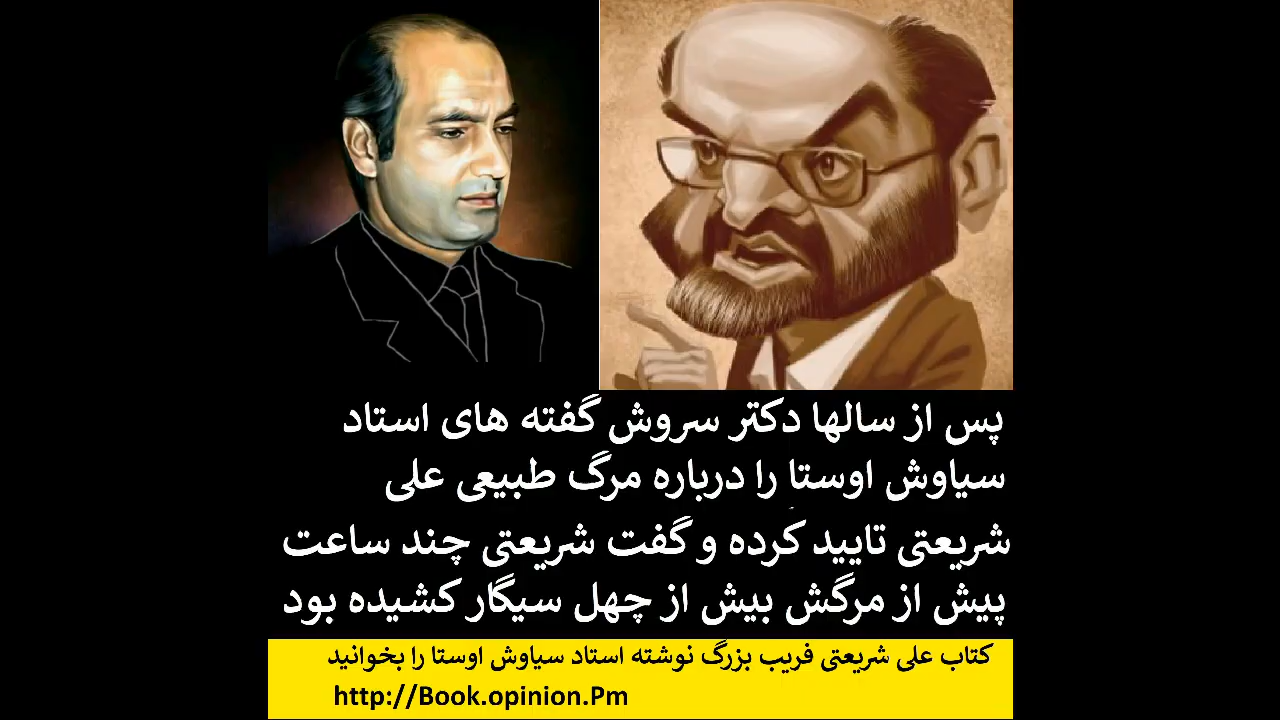 پس از سالها دکتر سروش گفته های استاد
سیاوش اوستا را درباره مرگ طبیعی علی
شریعتی تایید کرده و گفت شریعتی چند ساعت
پیش از مرگش بیش از چهل سیگار کشیده بود
کتاب علی شریعتی فریب بزرگ نوشته استاد سیاوش اوستا را بخوانید
http://Book.opinion.Pm